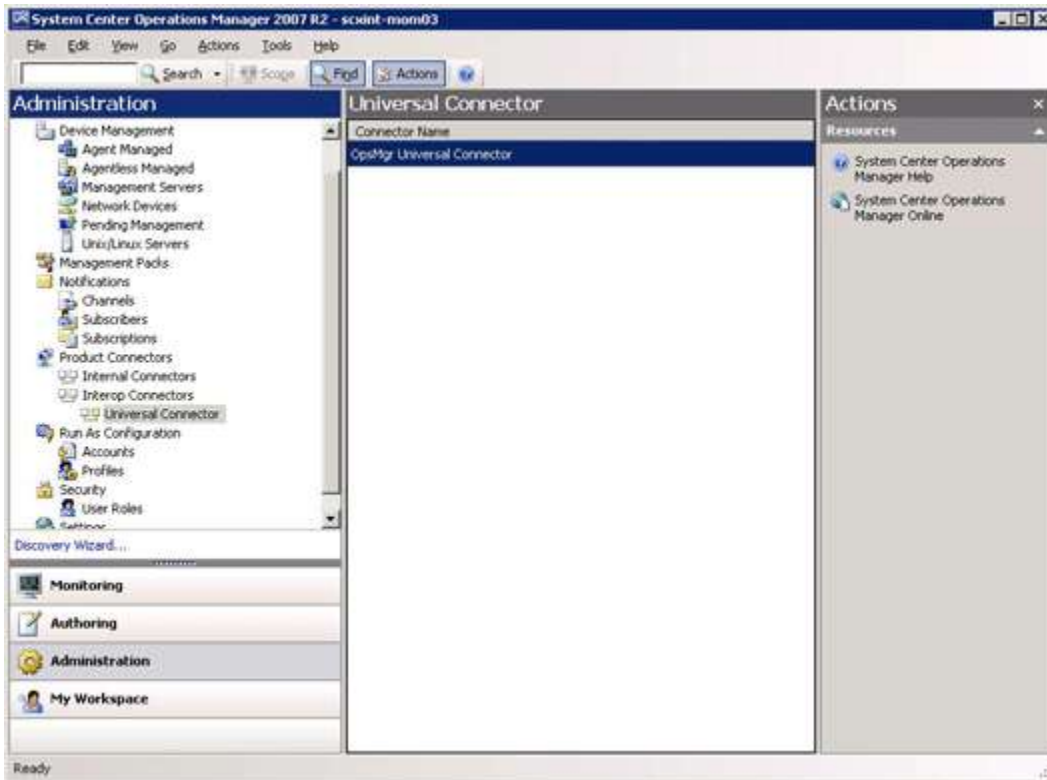 System Center Operations Manager 2007 R2 - scxint-mom03
File Edit View Go Actions Tools Help
Search Scope Find Actions
Administration
Device Management
Agent Managed
Agentless Managed
Management Servers
Network Devices
Pending Management
Unix/Linux Servers
Management Packs
Notifications
Channels
Subscribers
Subscriptions
Product Connectors
Internal Connectors
Interop Connectors
Universal Connector
Run As Configuration
Accounts
Profiles
Security
User Roles
Settings
Discovery Wizard...
Monitoring
Authoring
Administration
My Workspace
Universal Connector
Connector Name
OpsMgr Universal Connector
Actions
Resources
System Center Operations
Manager Help
System Center Operations
Manager Online
Ready